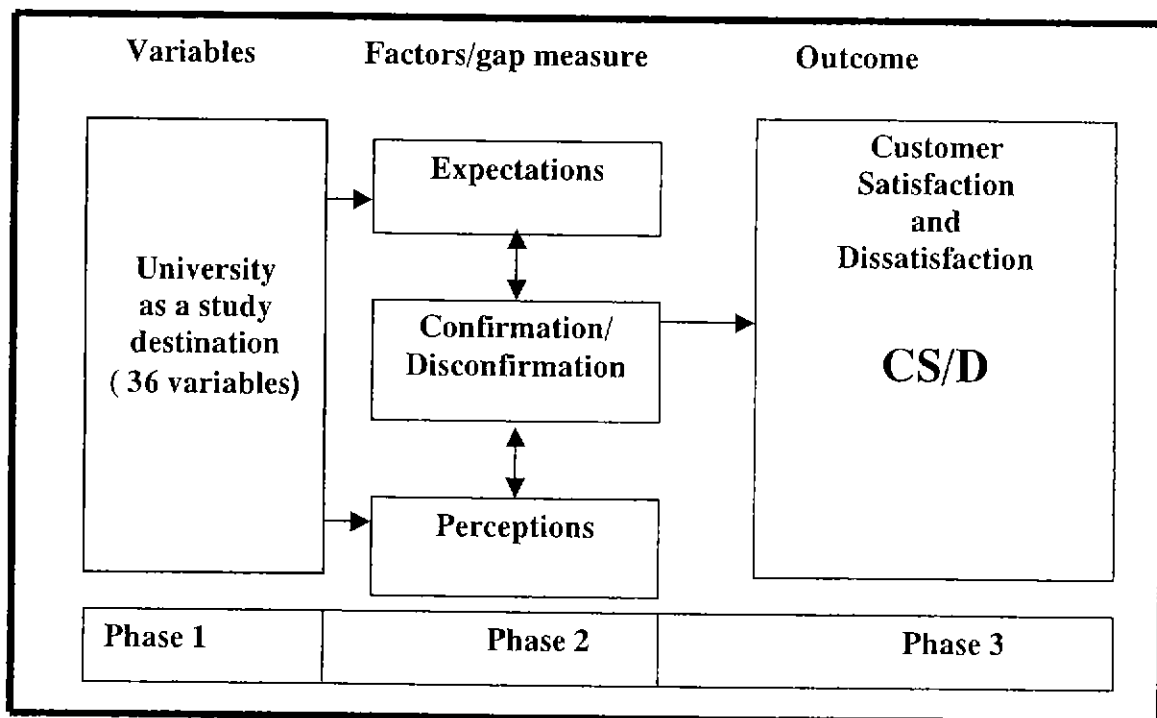 Variables
Factors/gap measure
Outcome
University
as a study
destination
( 36 variables)
Expectations
Confirmation/
Disconfirmation
Perceptions
Customer
Satisfaction
and
Dissatisfaction
CS/D
Phase 1
Phase 2
Phase 3